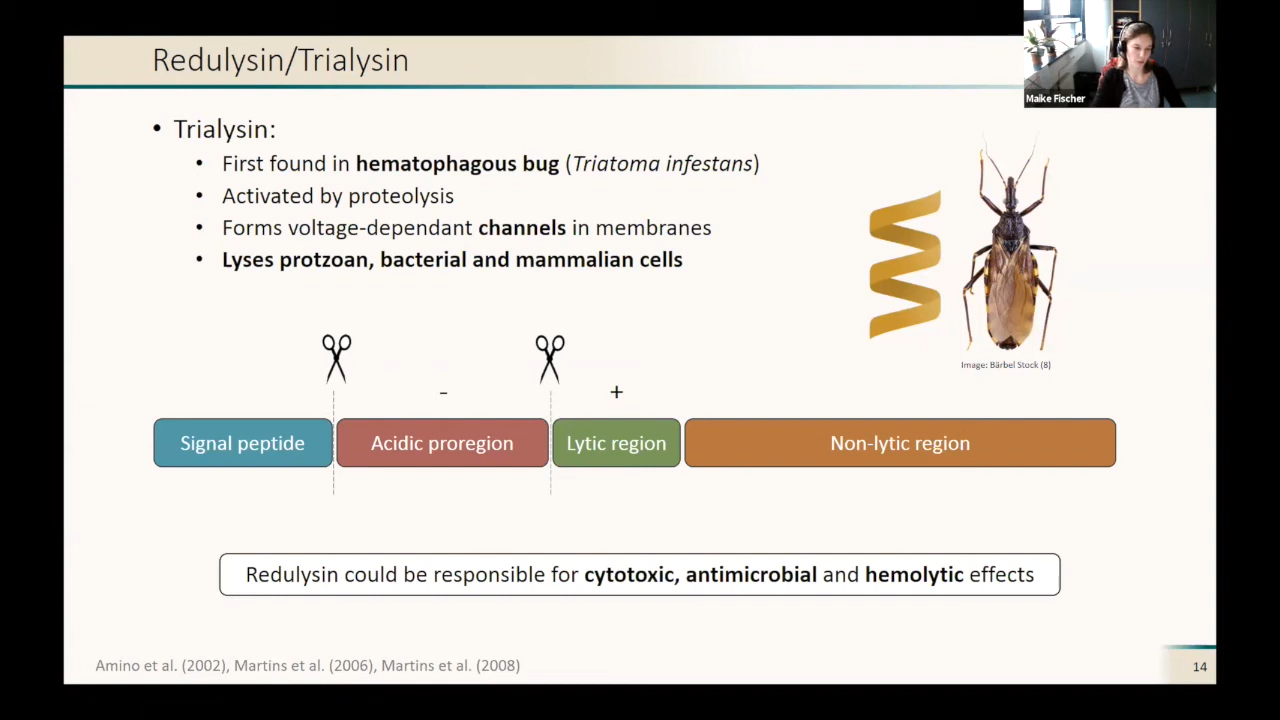 Redulysin/Trialysin
Maike Fischer
• Trialysin:
• First found in hematophagous bug (Triatoma infestans)
• Activated by proteolysis
• Forms voltage-dependant channels in membranes
• Lyses protzoan, bacterial and mammalian cells
Image: Bärbel Stock (8)
- +
Signal peptide Acidic proregion Lytic region Non-lytic region
Redulysin could be responsible for cytotoxic, antimicrobial and hemolytic effects
Amino et al. (2002), Martins et al. (2006), Martins et al. (2008)
14